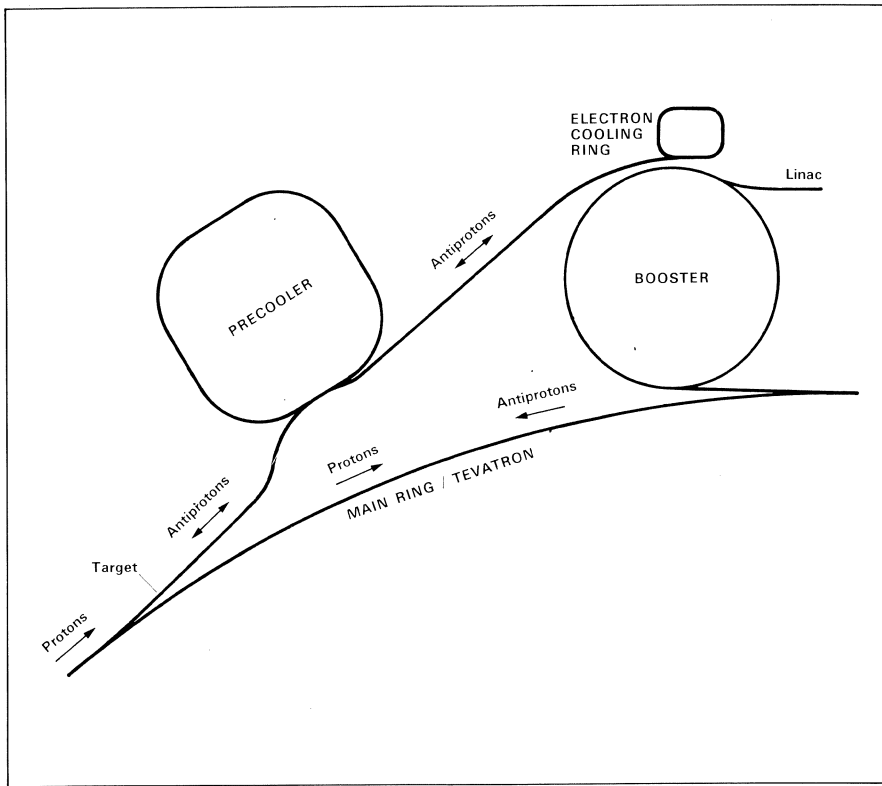 ELECTRON
COOLING
RING
Linac
Antiprotons
BOOSTER
PRECOOLER
Antiprotons
Protons
MAIN RING / TEVATRON
Antiprotons
Target
Protons